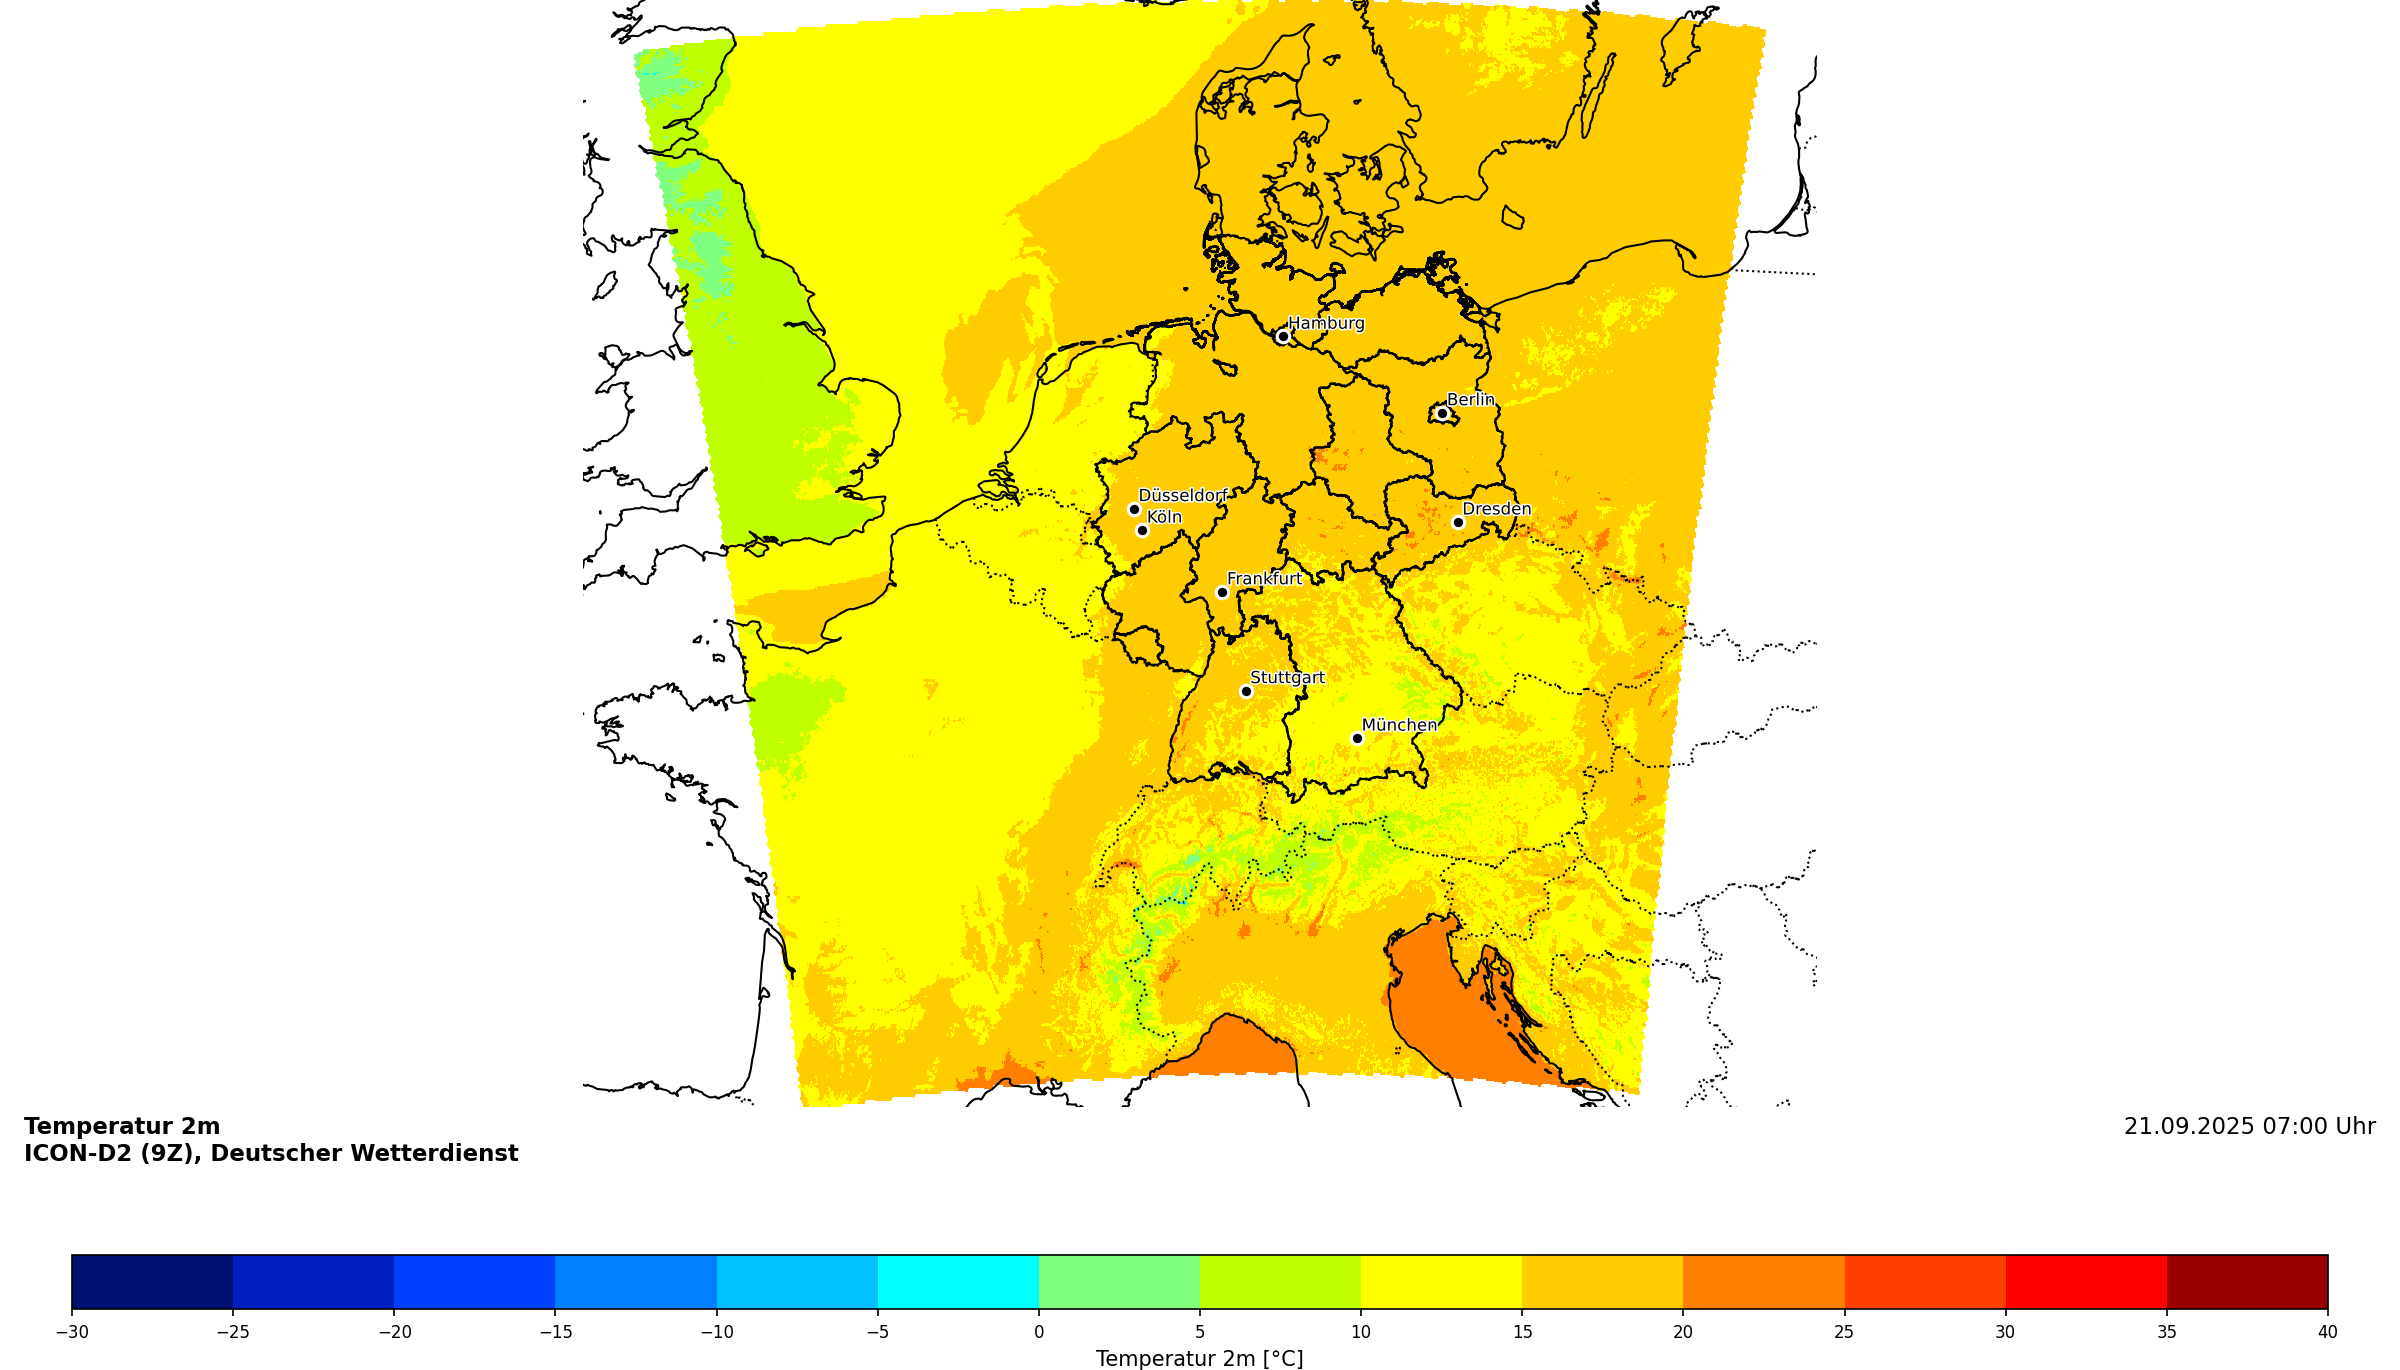 Hamburg
Berlin
Düsseldorf
Köln
Dresden
Frankfurt
Stuttgart
München
Temperatur 2m
ICON-D2 (9Z), Deutscher Wetterdienst
21.09.2025 07:00 Uhr
−30 −25 −20 −15 −10 −5 0 5 10 15 20 25 30 35 40
Temperatur 2m [°C]